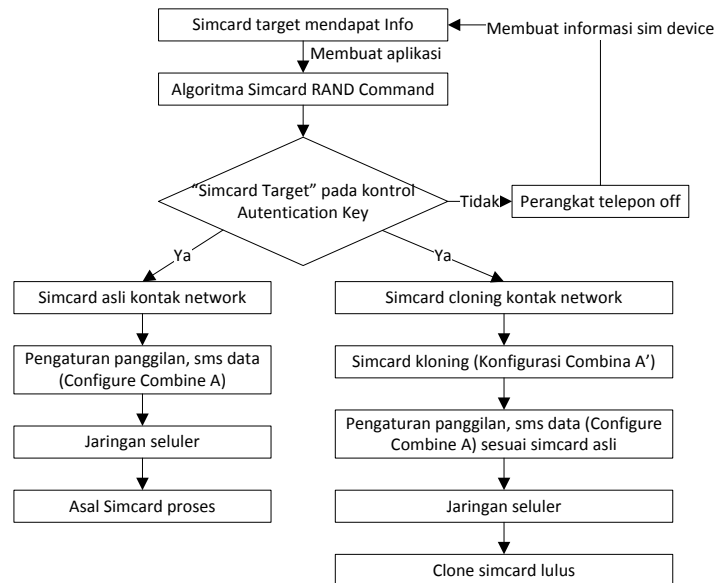 Simcard target mendapat Info
Membuat informasi sim device
Membuat aplikasi
Algoritma Simcard RAND Command
“Simcard Target” pada kontrol
Autentication Key
Tidak
Perangkat telepon off
Ya
Ya
Simcard asli kontak network
Simcard cloning kontak network
Pengaturan panggilan, sms data
(Configure Combine A)
Simcard kloning (Konfigurasi Combina A’)
Jaringan seluler
Pengaturan panggilan, sms data (Configure
Combine A) sesuai simcard asli
Asal Simcard proses
Jaringan seluler
Clone simcard lulus